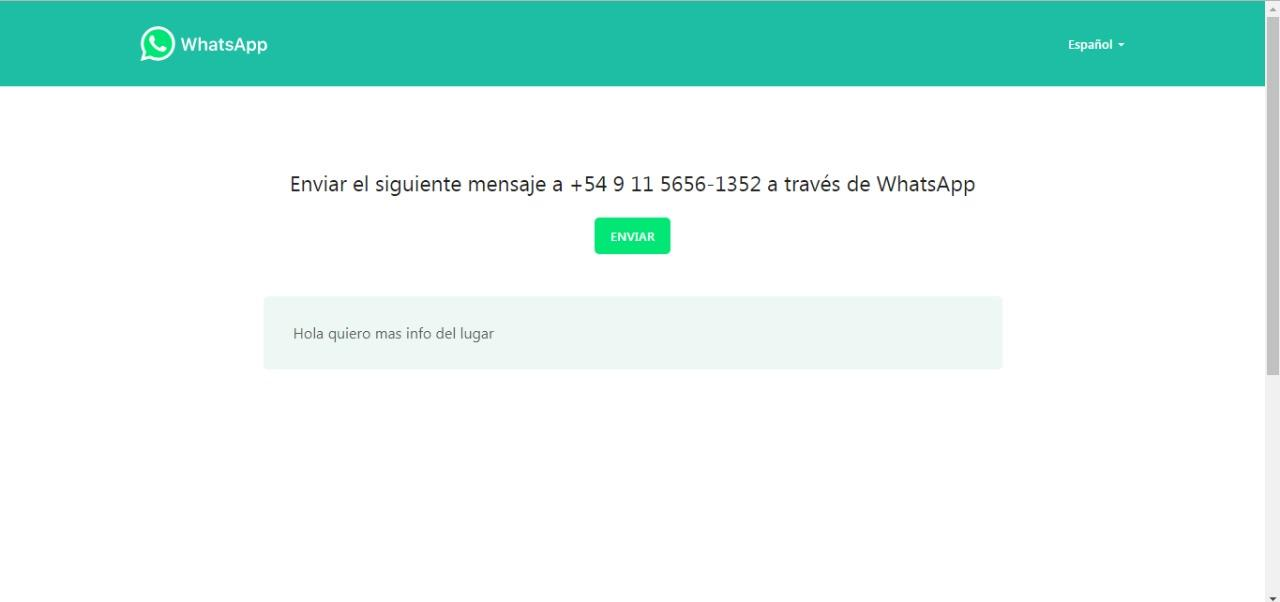 WhatsApp
Español
Enviar el siguiente mensaje a +54 9 11 5656-1352 a través de WhatsApp
ENVIAR
Hola quiero mas info del lugar